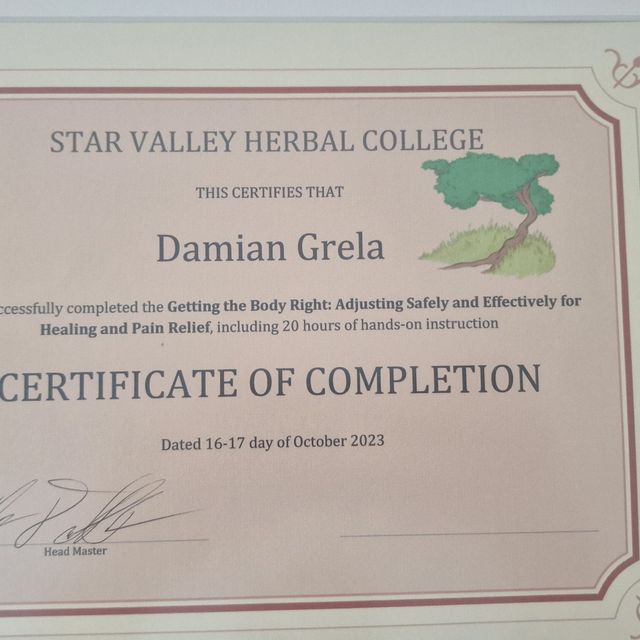 STAR VALLEY HERBAL COLLEGE
THIS CERTIFIES THAT
Damian Grela
ccessfully completed the Getting the Body Right: Adjusting Safely and Effectively for
Healing and Pain Relief, including 20 hours of hands-on instruction
CERTIFICATE OF COMPLETION
Dated 16-17 day of October 2023
Head Master